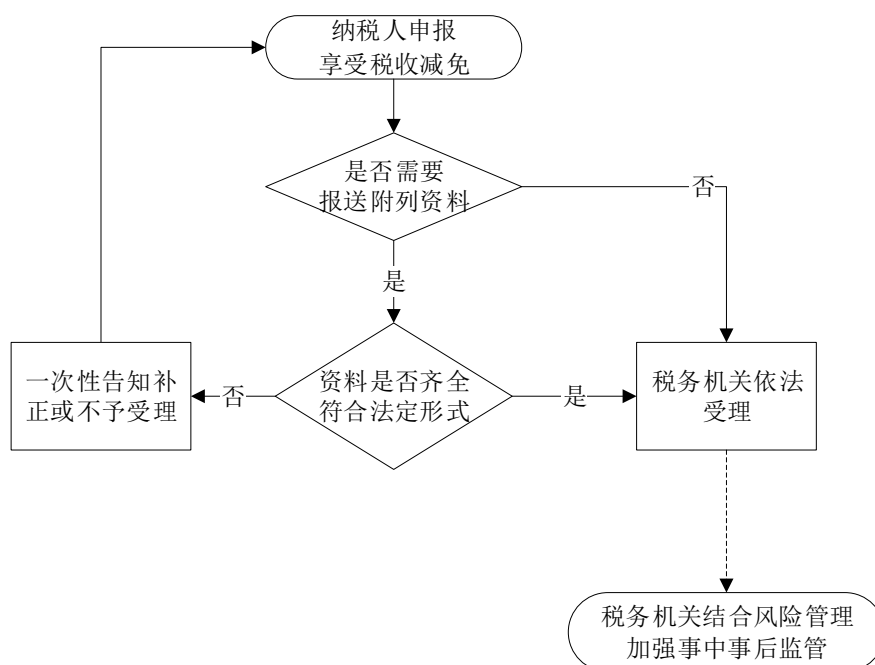 纳税人申报
享受税收减免
是否需要
报送附列资料
否
是
一次性告知补
正或不予受理
否
资料是否齐全
符合法定形式
是
税务机关依法
受理
税务机关结合风险管理
加强事中事后监管